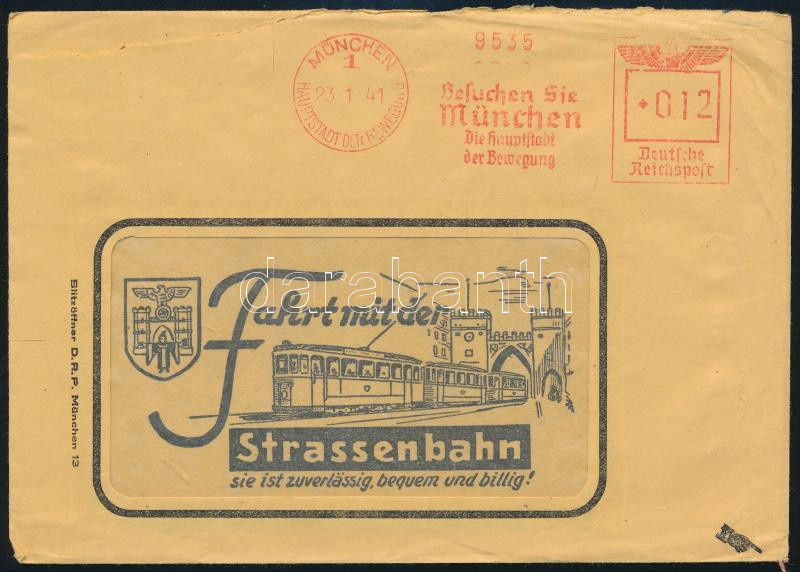 MÜNCHEN
1
23 1 41
HAUPTSTADT DER BEWEGUNG
9535
Besuchen Sie
München
Die Hauptstadt
der Bewegung
0.12
Deutsche
Reichspost
darabanth
Fahrt mit der
Strassenbahn
sie ist zuverlässig, bequem und billig!
Blitzöffner D.R.P. München 13